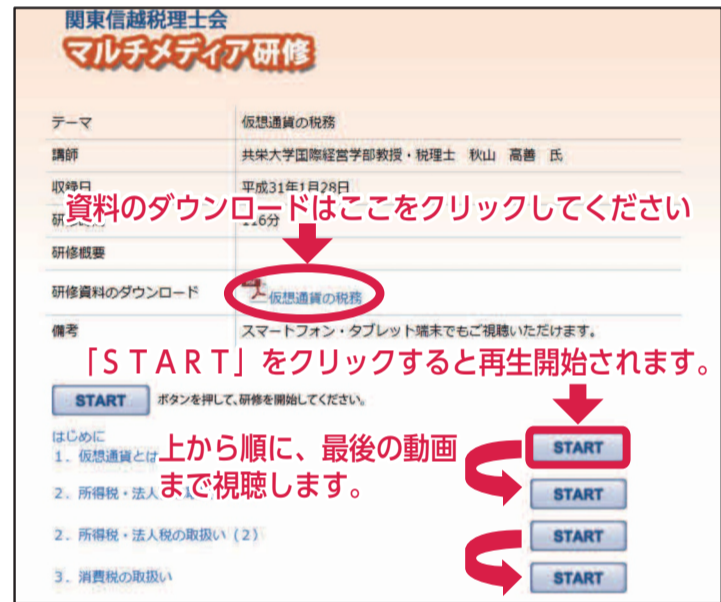 関東信越税理士会
マルチメディア研修
テーマ 仮想通貨の税務
講師 共栄大学国際経営学部教授・税理士 秋山 高善 氏
収録日 平成31年1月28日
資料のダウンロードはここをクリックしてください
研 116分
研修概要
研修資料のダウンロード 仮想通貨の税務
備考 スマートフォン・タブレット端末でもご視聴いただけます。
「START」をクリックすると再生開始されます。
START ボタンを押して、研修を開始してください。
はじめに
1．仮想通貨とは
START
上から順に、最後の動画
まで視聴します。
2．所得税・法人
START
2．所得税・法人税の取扱い（2） START
3．消費税の取扱い START